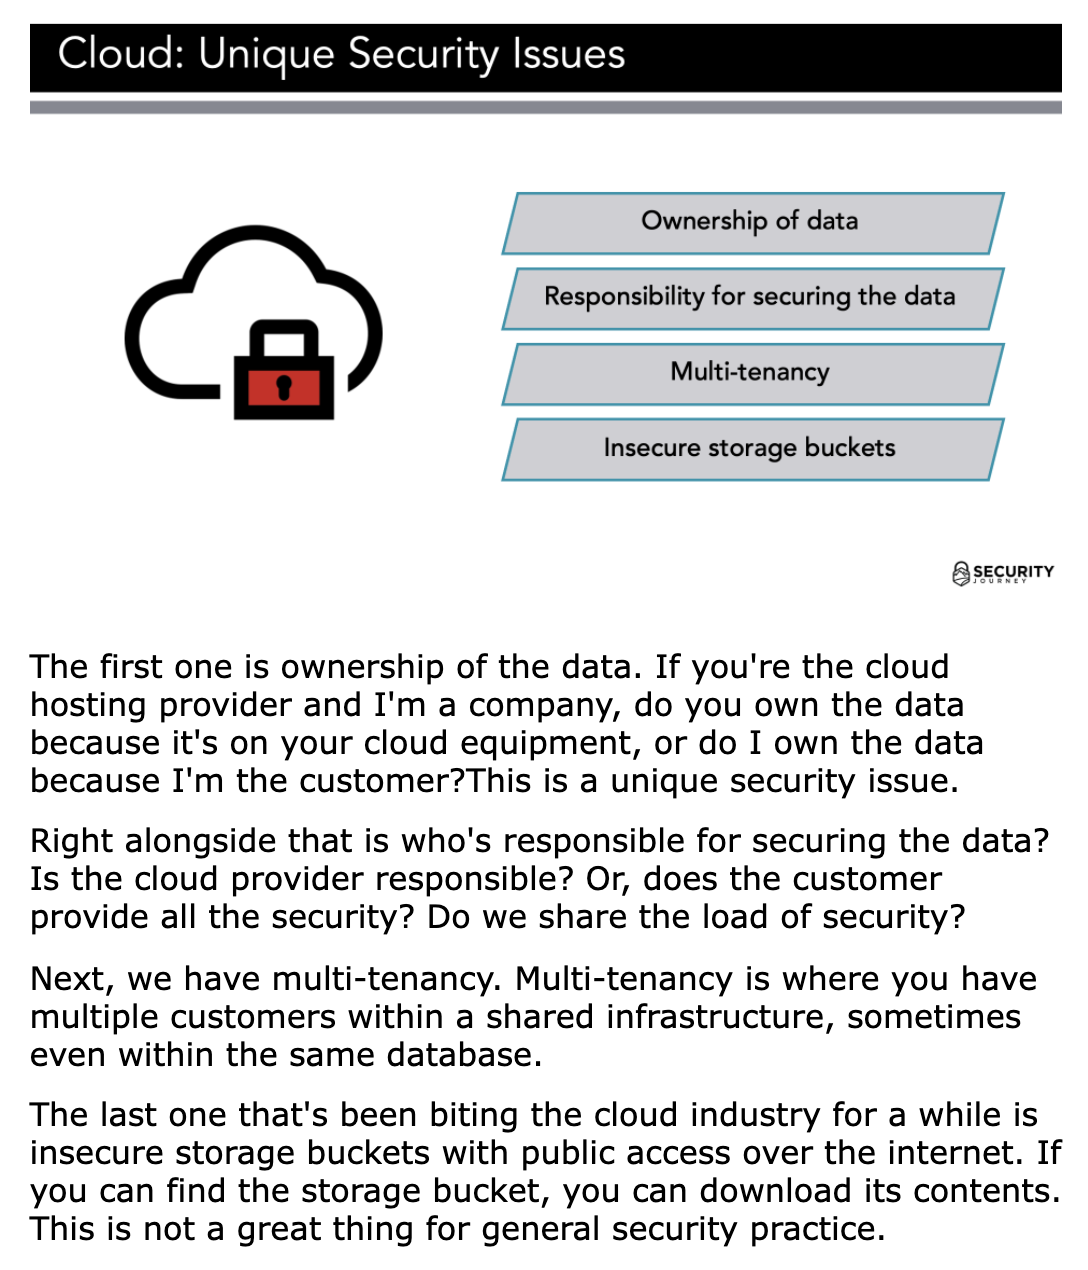 Cloud: Unique Security Issues
Ownership of data
Responsibility for securing the data
Multi-tenancy
Insecure storage buckets
SECURITY
JOURNEY
The first one is ownership of the data. If you're the cloud
hosting provider and I'm a company, do you own the data
because it's on your cloud equipment, or do I own the data
because I'm the customer?This is a unique security issue.
Right alongside that is who's responsible for securing the data?
Is the cloud provider responsible? Or, does the customer
provide all the security? Do we share the load of security?
Next, we have multi-tenancy. Multi-tenancy is where you have
multiple customers within a shared infrastructure, sometimes
even within the same database.
The last one that's been biting the cloud industry for a while is
insecure storage buckets with public access over the internet. If
you can find the storage bucket, you can download its contents.
This is not a great thing for general security practice.